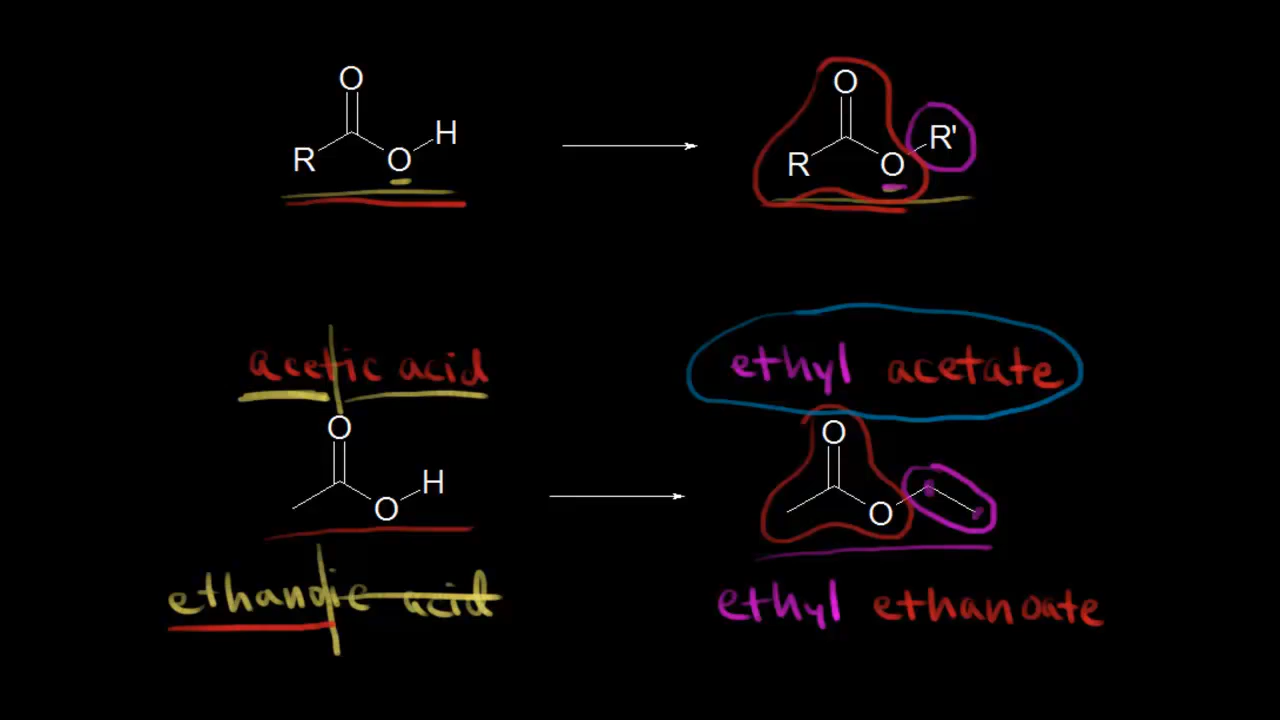 O O
R O H R O R'
acetic acid ethyl acetate
O O
O H O
ethanoic acid ethyl ethanoate